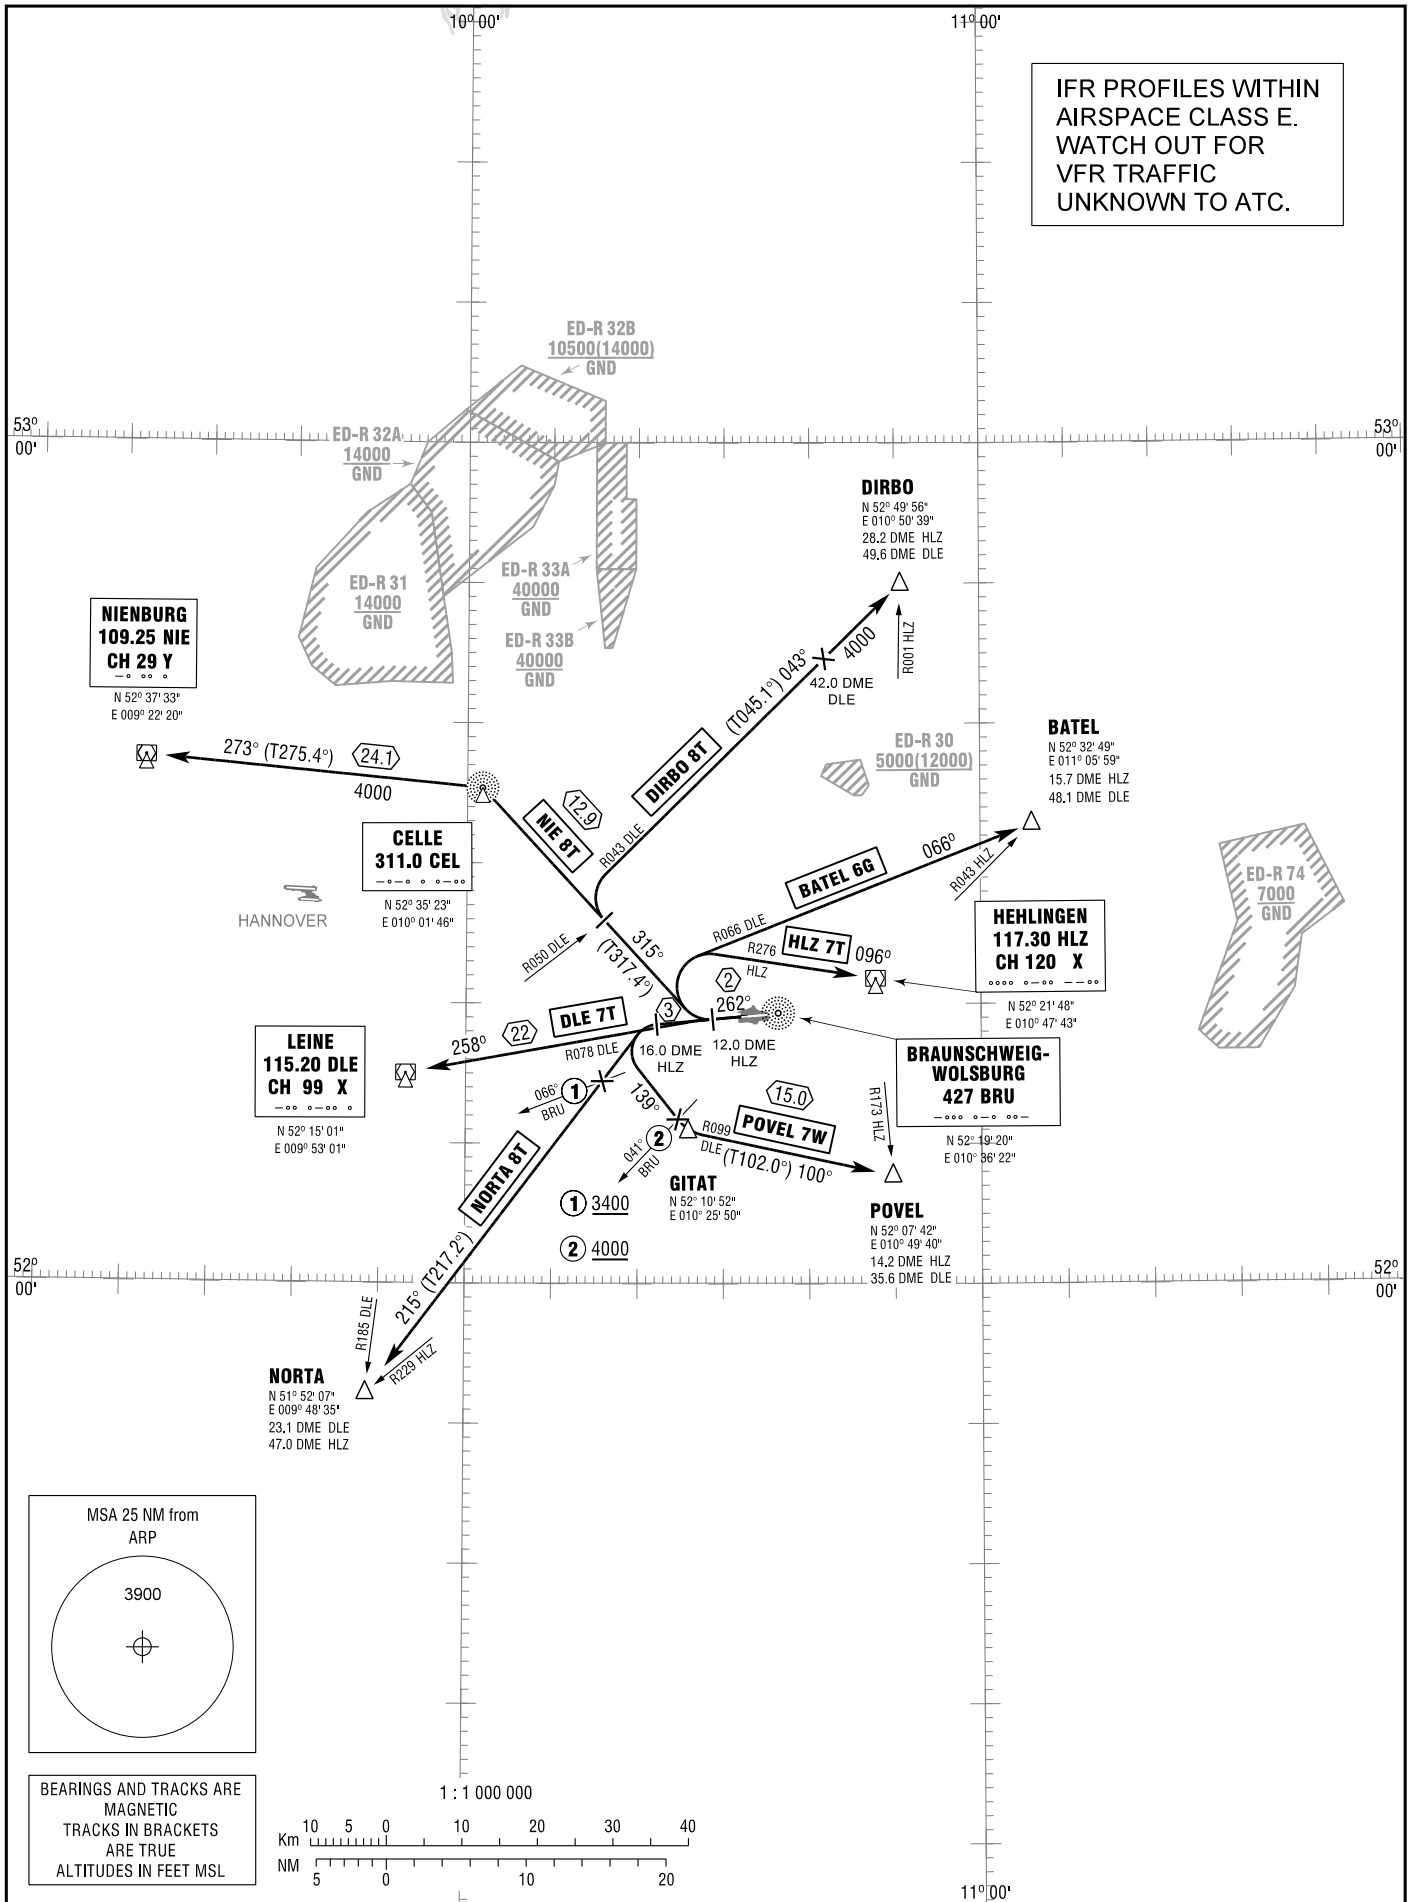 10° 00'
11° 00'
IFR PROFILES WITHIN
AIRSPACE CLASS E.
WATCH OUT FOR
VFR TRAFFIC
UNKNOWN TO ATC.
ED-R 32B
10500(14000)
GND
53°
00'
53°
00'
ED-R 32A
14000
GND
DIRBO
N 52° 49' 56"
E 010° 50' 39"
28.2 DME HLZ
49.6 DME DLE
ED-R 33A
40000
GND
ED-R 31
14000
GND
ED-R 33B
40000
GND
NIENBURG
109.25 NIE
CH 29 Y
N 52° 37' 33"
E 009° 22' 20"
R001 HLZ
4000
(T045.1°) 043°
42.0 DME
DLE
BATEL
N 52° 32' 49"
E 011° 05' 59"
15.7 DME HLZ
48.1 DME DLE
273° (T275.4°)
24.1
4000
ED-R 30
5000(12000)
GND
DIRBO 8T
12.9
NIE 8T
R043 DLE
CELLE
311.0 CEL
N 52° 35' 23"
E 010° 01' 46"
HANNOVER
066°
R043 HLZ
BATEL 6G
R066 DLE
ED-R 74
7000
GND
HEHLINGEN
117.30 HLZ
CH 120 X
N 52° 21' 48"
E 010° 47' 43"
R050 DLE
315°
(T317.4°)
R276
HLZ
HLZ 7T
096°
2
262°
3
DLE 7T
22
258°
R078 DLE
16.0 DME
HLZ
12.0 DME
HLZ
LEINE
115.20 DLE
CH 99 X
N 52° 15' 01"
E 009° 53' 01"
BRAUNSCHWEIG-
WOLSBURG
427 BRU
N 52° 19' 20"
E 010° 36' 22"
066°
BRU
1
139°
15.0
R173 HLZ
041°
BRU
2
R099
DLE
POVEL 7W
(T102.0°) 100°
NORTA 8T
GITAT
N 52° 10' 52"
E 010° 25' 50"
1 3400
2 4000
POVEL
N 52° 07' 42"
E 010° 49' 40"
14.2 DME HLZ
35.6 DME DLE
52°
00'
52°
00'
215° (T217.2°)
R185 DLE
R229 HLZ
NORTA
N 51° 52' 07"
E 009° 48' 35"
23.1 DME DLE
47.0 DME HLZ
MSA 25 NM from
ARP
3900
BEARINGS AND TRACKS ARE
MAGNETIC
TRACKS IN BRACKETS
ARE TRUE
ALTITUDES IN FEET MSL
1 : 1 000 000
Km 10 5 0 10 20 30 40
NM
5 0 10 20
11° 00'